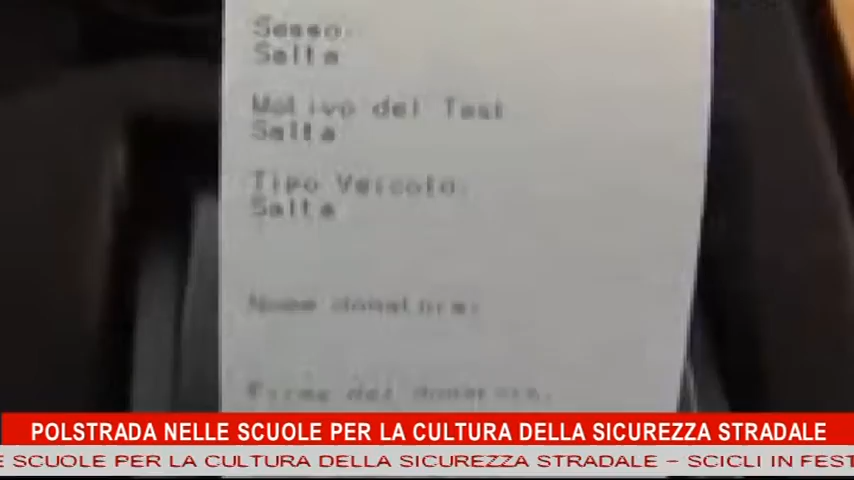 Sesso:
Salta
Motivo del Test
Salta
Tipo Veicolo:
Salta
Nome donatore:
Firma del donatore:
POLSTRADA NELLE SCUOLE PER LA CULTURA DELLA SICUREZZA STRADALE
E SCUOLE PER LA CULTURA DELLA SICUREZZA STRADALE – SCICLI IN FEST